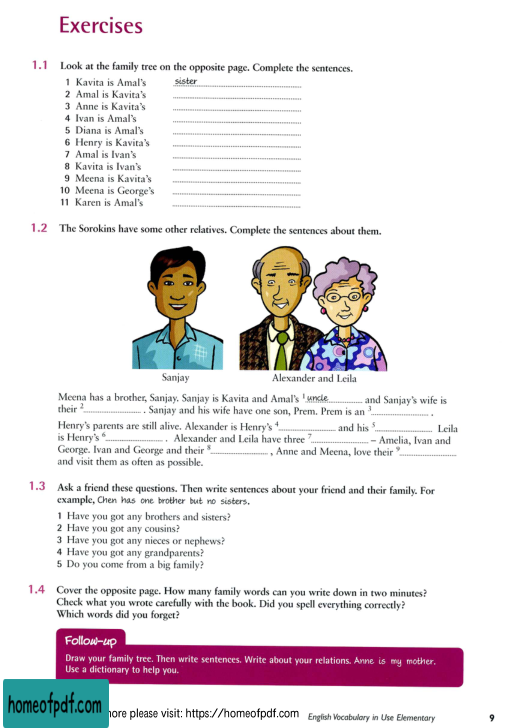 Exercises
1.1 Look at the family tree on the opposite page. Complete the sentences.
1 Kavita is Amal's sister
2 Amal is Kavita's
3 Anne is Kavita's
4 Ivan is Amal's
5 Diana is Amal's
6 Henry is Kavita's
7 Amal is Ivan's
8 Kavita is Ivan's
9 Meena is Kavita's
10 Meena is George's
11 Karen is Amal's
1.2 The Sorokins have some other relatives. Complete the sentences about them.
Sanjay Alexander and Leila
Meena has a brother, Sanjay. Sanjay is Kavita and Amal's 1 uncle and Sanjay's wife is
their 2 . Sanjay and his wife have one son, Prem. Prem is an 3 .
Henry's parents are still alive. Alexander is Henry's 4 and his 5 Leila
is Henry's 6 . Alexander and Leila have three 7 – Amelia, Ivan and
George. Ivan and George and their 8 , Anne and Meena, love their 9
and visit them as often as possible.
1.3 Ask a friend these questions. Then write sentences about your friend and their family. For
example, Chen has one brother but no sisters.
1 Have you got any brothers and sisters?
2 Have you got any cousins?
3 Have you got any nieces or nephews?
4 Have you got any grandparents?
5 Do you come from a big family?
1.4 Cover the opposite page. How many family words can you write down in two minutes?
Check what you wrote carefully with the book. Did you spell everything correctly?
Which words did you forget?
Follow-up
Draw your family tree. Then write sentences. Write about your relations. Anne is my mother.
Use a dictionary to help you.
homeofpdf.com more please visit: https://homeofpdf.com English Vocabulary in Use Elementary 9